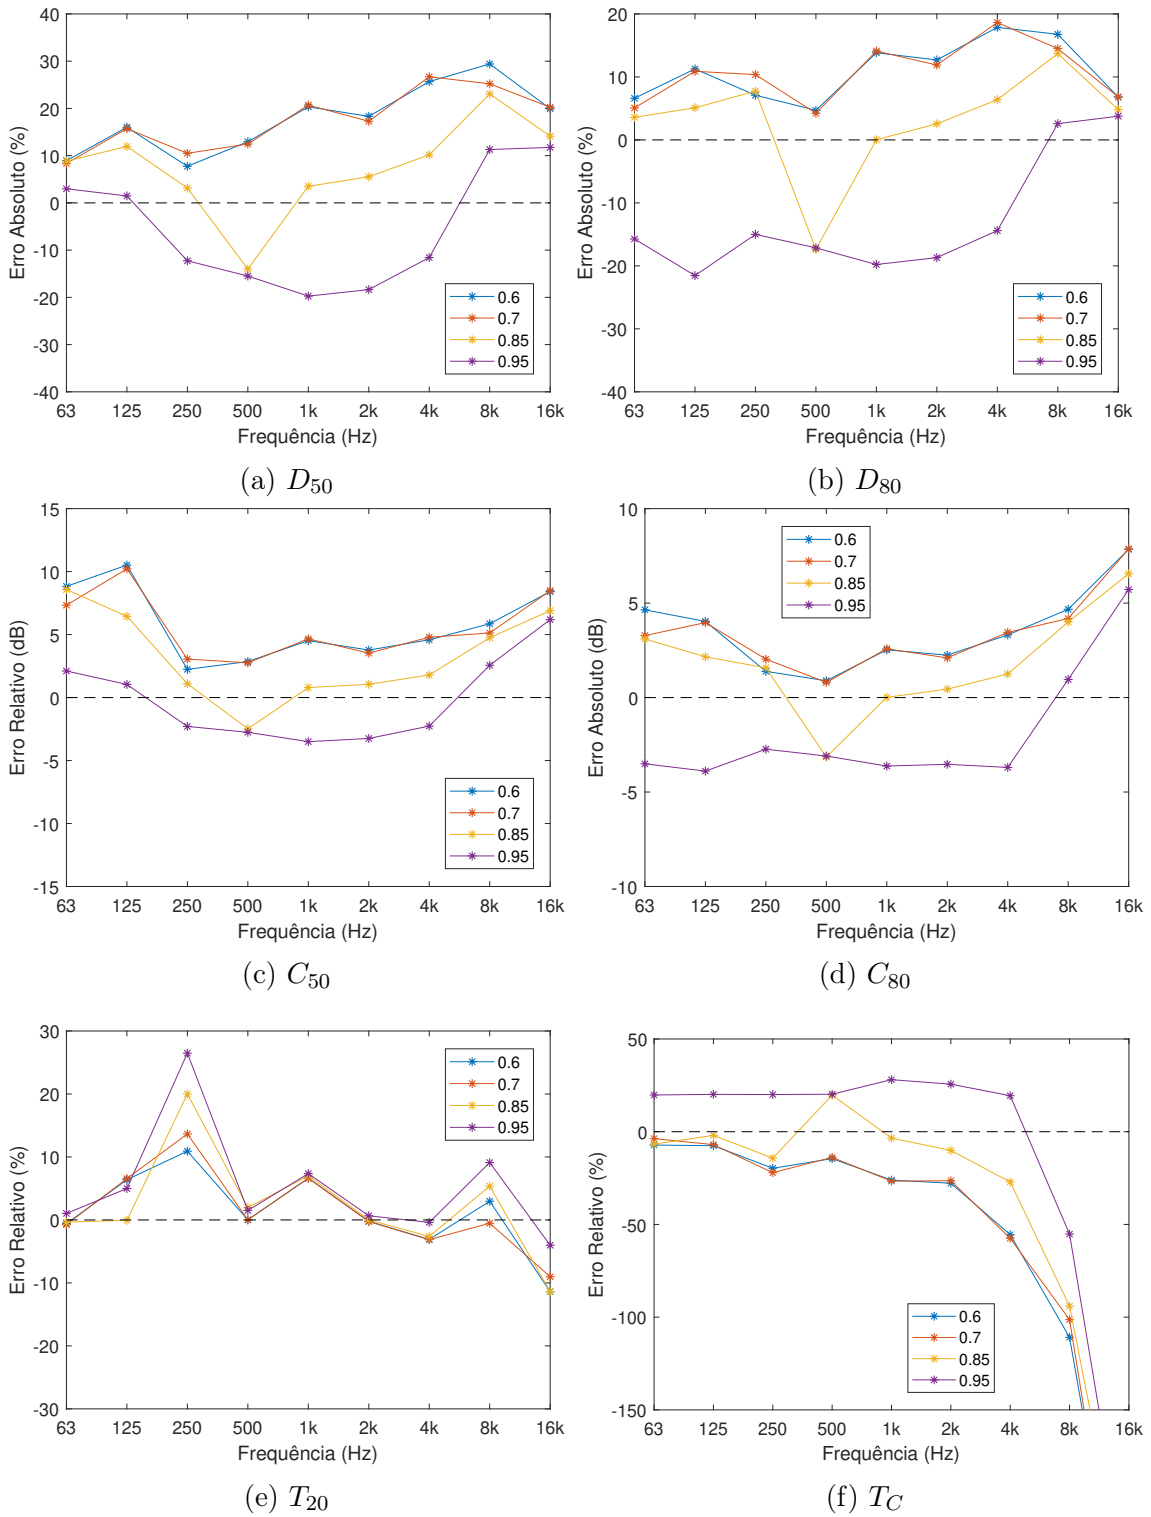 40
30
20
10
0
-10
-20
-30
-40
Erro Absoluto (%)
63 125 250 500 1k 2k 4k 8k 16k
Frequência (Hz)
0.6
0.7
0.85
0.95
(a) D50
20
10
0
-10
-20
-30
-40
Erro Absoluto (%)
63 125 250 500 1k 2k 4k 8k 16k
Frequência (Hz)
0.6
0.7
0.85
0.95
(b) D80
15
10
5
0
-5
-10
-15
Erro Relativo (dB)
63 125 250 500 1k 2k 4k 8k 16k
Frequência (Hz)
0.6
0.7
0.85
0.95
(c) C50
10
5
0
-5
-10
Erro Absoluto (dB)
63 125 250 500 1k 2k 4k 8k 16k
Frequência (Hz)
0.6
0.7
0.85
0.95
(d) C80
30
20
10
0
-10
-20
-30
Erro Relativo (%)
63 125 250 500 1k 2k 4k 8k 16k
Frequência (Hz)
0.6
0.7
0.85
0.95
(e) T20
50
0
-50
-100
-150
Erro Relativo (%)
63 125 250 500 1k 2k 4k 8k 16k
Frequência (Hz)
0.6
0.7
0.85
0.95
(f) TC